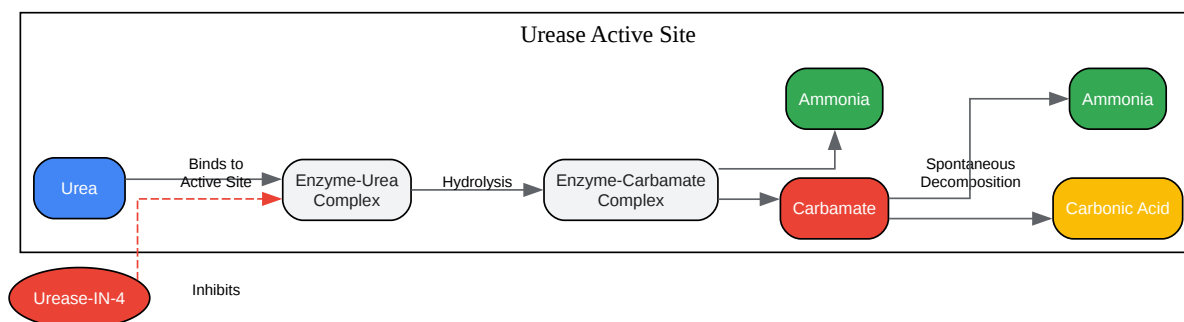 Urease Active Site
Urea
Binds to
Active Site
Enzyme-Urea
Complex
Hydrolysis
Enzyme-Carbamate
Complex
Ammonia
Carbamate
Spontaneous
Decomposition
Ammonia
Carbonic Acid
Urease-IN-4
Inhibits